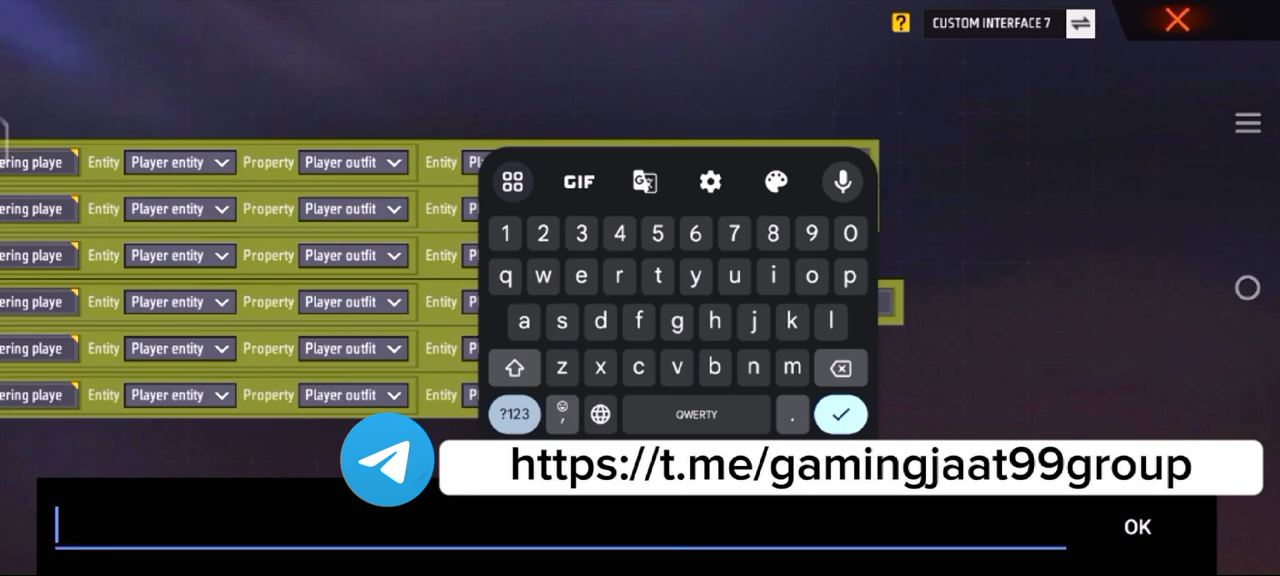 ? CUSTOM INTERFACE 7
ering playe Entity Player entity Property Player outfit Entity
ering playe Entity Player entity Property Player outfit Entity
ering playe Entity Player entity Property Player outfit Entity
ering playe Entity Player entity Property Player outfit Entity
ering playe Entity Player entity Property Player outfit Entity
ering playe Entity Player entity Property Player outfit Entity
GIF
1 2 3 4 5 6 7 8 9 0
q w e r t y u i o p
a s d f g h j k l
z x c v b n m
?123 , QWERTY .
https://t.me/gamingjaat99group
OK